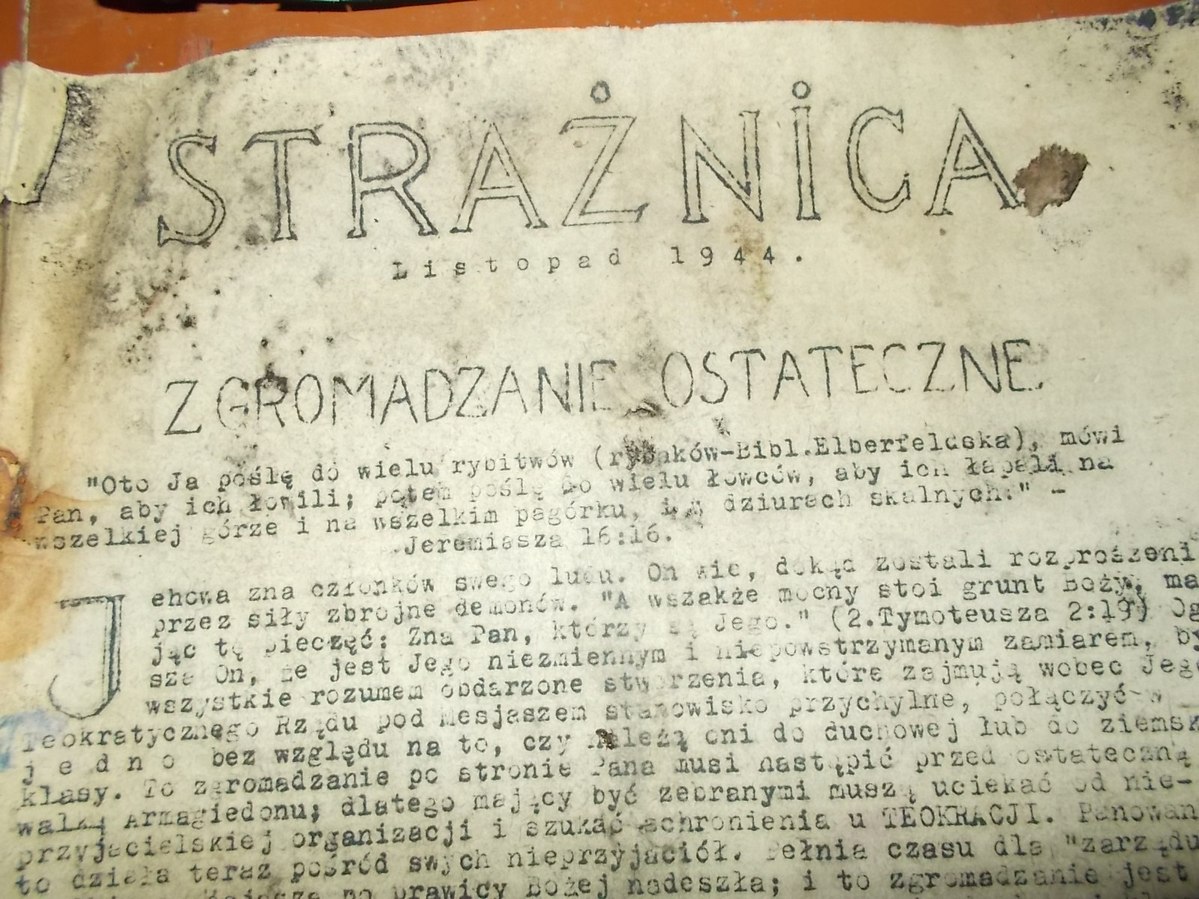 STRAŻNICA
Listopad 1944.
ZGROMADZANIE OSTATECZNE
"Oto Ja poślę do wielu rybitwów (rybaków-Bibl.Elberfeldska), mówi
Pan, aby ich łowili; potem poślę do wielu łowców, aby ich łapali na
wszelkiej górze i na wszelkim pagórku, i w dziurach skalnych." -
Jeremiasza 16:16.
Jehowa zna członków swego ludu. On wie, dokąd zostali rozproszeni
przez siły zbrojne demonów. "A wszakże mocny stoi grunt Boży, ma
jąc tę pieczęć: Zna Pan, którzy są Jego." (2.Tymoteusza 2:19) Og
sza On, że jest Jego niezmiennym i niepowstrzymanym zamiarem, by
wszystkie rozumem obdarzone stworzenia, które zajmują wobec Jego
Teokratycznego Rządu pod Mesjaszem stanowisko przychylne, połączyć w
jedno bez względu na to, czy należą oni do duchowej lub do ziemsk
klasy. To zgromadzanie po stronie Pana musi nastąpić przed ostateczną
walką Armagiedonu; dlatego mający być zebranymi muszą uciekać od nie-
przyjacielskiej organizacji i szukać schronienia u TEOKRACJI. Panowan
to działa teraz pośród swych nieprzyjaciół. Pełnia czasu dla "zarządu
po prawicy Bożej nadeszła; i to zgromadzanie jest